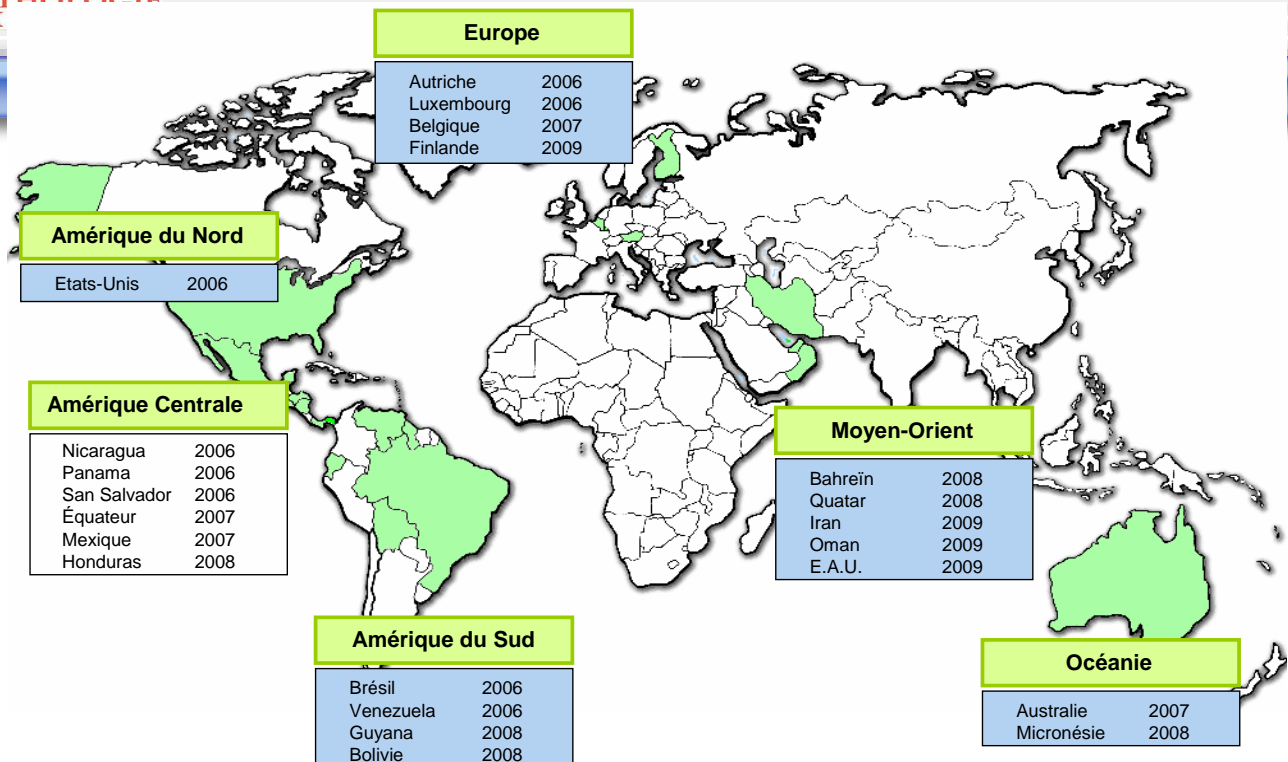 Europe
Autriche 2006
Luxembourg 2006
Belgique 2007
Finlande 2009
Amérique du Nord
Etats-Unis 2006
Amérique Centrale
Nicaragua 2006
Panama 2006
San Salvador 2006
Équateur 2007
Mexique 2007
Honduras 2008
Moyen-Orient
Bahreïn 2008
Quatar 2008
Iran 2009
Oman 2009
E.A.U. 2009
Amérique du Sud
Brésil 2006
Venezuela 2006
Guyana 2008
Bolivie 2008
Océanie
Australie 2007
Micronésie 2008